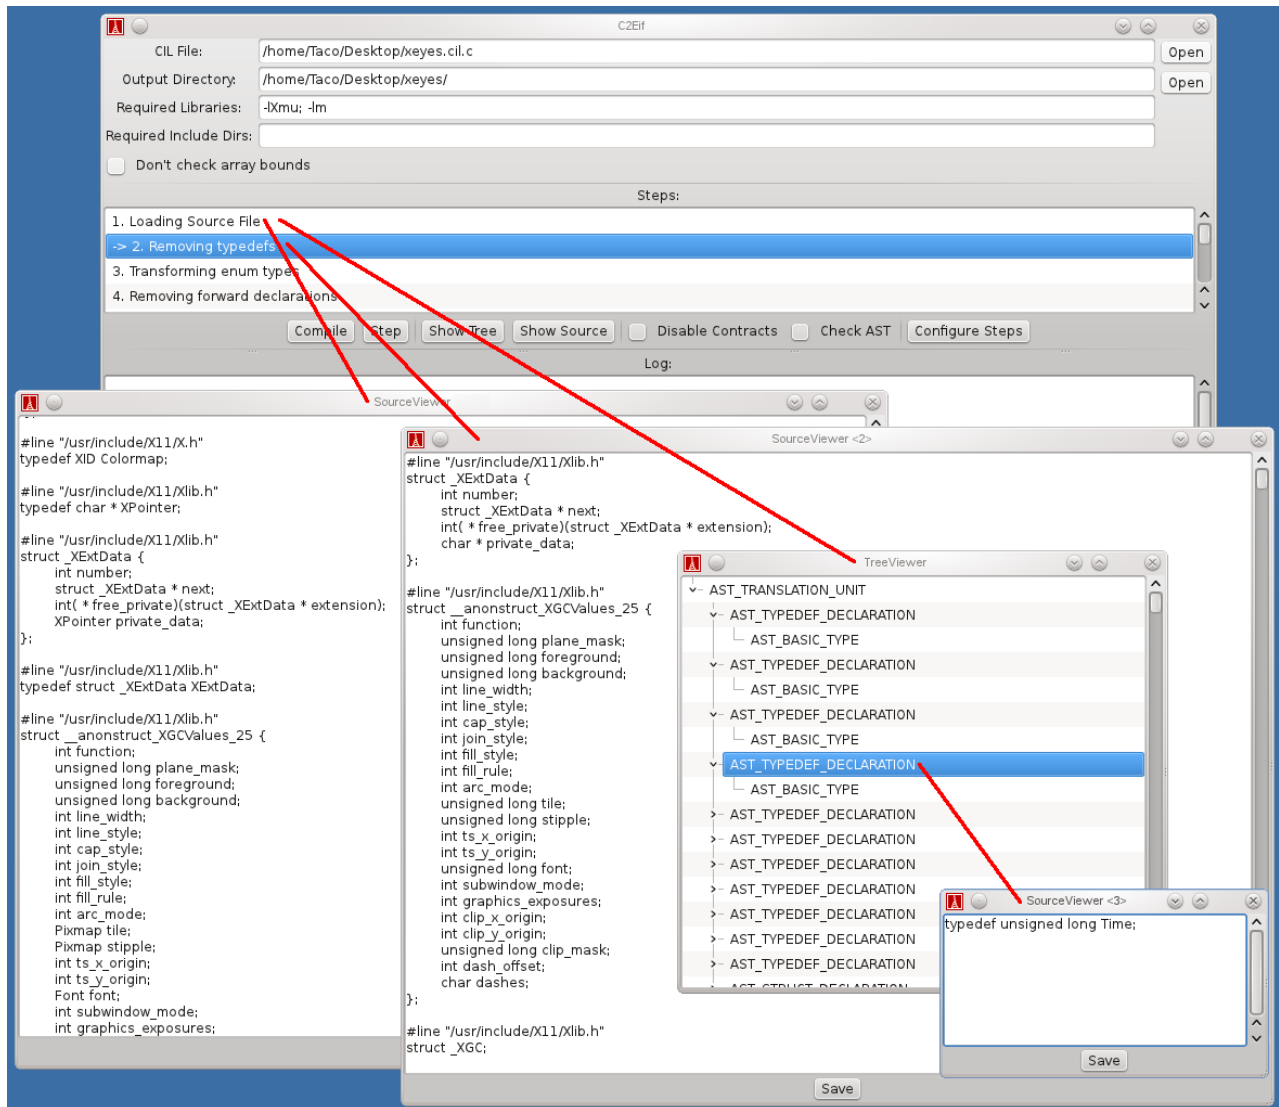 C2Eif
CIL File:
/home/Taco/Desktop/xeyes.cil.c
Open
Output Directory:
/home/Taco/Desktop/xeyes/
Open
Required Libraries:
-lXmu; -lm
Required Include Dirs:
Don't check array bounds
Steps:
1. Loading Source File
-> 2. Removing typedefs
3. Transforming enum types
4. Removing forward declarations
Compile
Step
Show Tree
Show Source
Disable Contracts
Check AST
Configure Steps
Log:
SourceViewer
#line "/usr/include/X11/X.h"
typedef XID Colormap;
#line "/usr/include/X11/Xlib.h"
typedef char * XPointer;
#line "/usr/include/X11/Xlib.h"
struct _XExtData {
int number;
struct _XExtData * next;
int( * free_private)(struct _XExtData * extension);
XPointer private_data;
};
#line "/usr/include/X11/Xlib.h"
typedef struct _XExtData XExtData;
#line "/usr/include/X11/Xlib.h"
struct __anonstruct_XGCValues_25 {
int function;
unsigned long plane_mask;
unsigned long foreground;
unsigned long background;
int line_width;
int line_style;
int cap_style;
int join_style;
int fill_style;
int fill_rule;
int arc_mode;
Pixmap tile;
Pixmap stipple;
int ts_x_origin;
int ts_y_origin;
Font font;
int subwindow_mode;
int graphics_exposures;
SourceViewer <2>
#line "/usr/include/X11/Xlib.h"
struct _XExtData {
int number;
struct _XExtData * next;
int( * free_private)(struct _XExtData * extension);
char * private_data;
};
#line "/usr/include/X11/Xlib.h"
struct __anonstruct_XGCValues_25 {
int function;
unsigned long plane_mask;
unsigned long foreground;
unsigned long background;
int line_width;
int line_style;
int cap_style;
int join_style;
int fill_style;
int fill_rule;
int arc_mode;
unsigned long tile;
unsigned long stipple;
int ts_x_origin;
int ts_y_origin;
unsigned long font;
int subwindow_mode;
int graphics_exposures;
int clip_x_origin;
int clip_y_origin;
unsigned long clip_mask;
int dash_offset;
char dashes;
};
#line "/usr/include/X11/Xlib.h"
struct _XGC;
Save
TreeViewer
AST_TRANSLATION_UNIT
AST_TYPEDEF_DECLARATION
AST_BASIC_TYPE
AST_TYPEDEF_DECLARATION
AST_BASIC_TYPE
AST_TYPEDEF_DECLARATION
AST_BASIC_TYPE
AST_TYPEDEF_DECLARATION
AST_BASIC_TYPE
AST_TYPEDEF_DECLARATION
AST_TYPEDEF_DECLARATION
AST_TYPEDEF_DECLARATION
AST_TYPEDEF_DECLARATION
AST_TYPEDEF_DECLARATION
AST_TYPEDEF_DECLARATION
AST_TYPEDEF_DECLARATION
AST_STRUCT_DECLARATION
SourceViewer <3>
typedef unsigned long Time;
Save